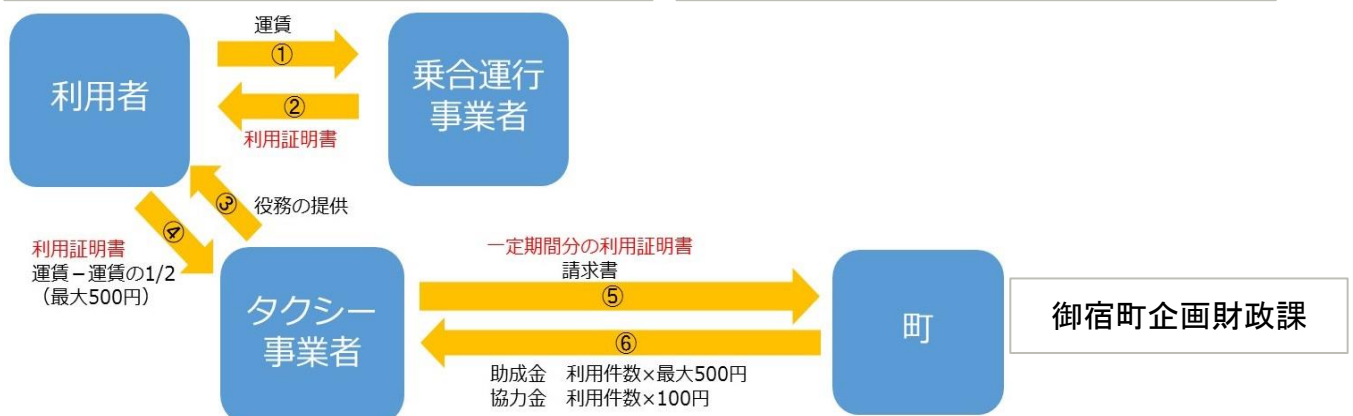 運賃
①
利用者
乗合運行
事業者
②
利用証明書
③
役務の提供
④
利用証明書
運賃－運賃の1/2
（最大500円）
タクシー
事業者
一定期間分の利用証明書
請求書
⑤
⑥
助成金　利用件数×最大500円
協力金　利用件数×100円
町
御宿町企画財政課